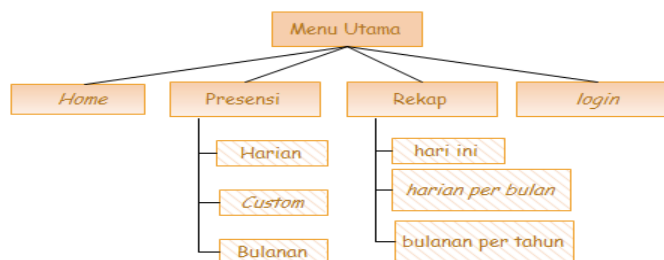 Menu Utama
Home
Presensi
Rekap
login
Harian
Custom
Bulanan
hari ini
harian per bulan
bulanan per tahun